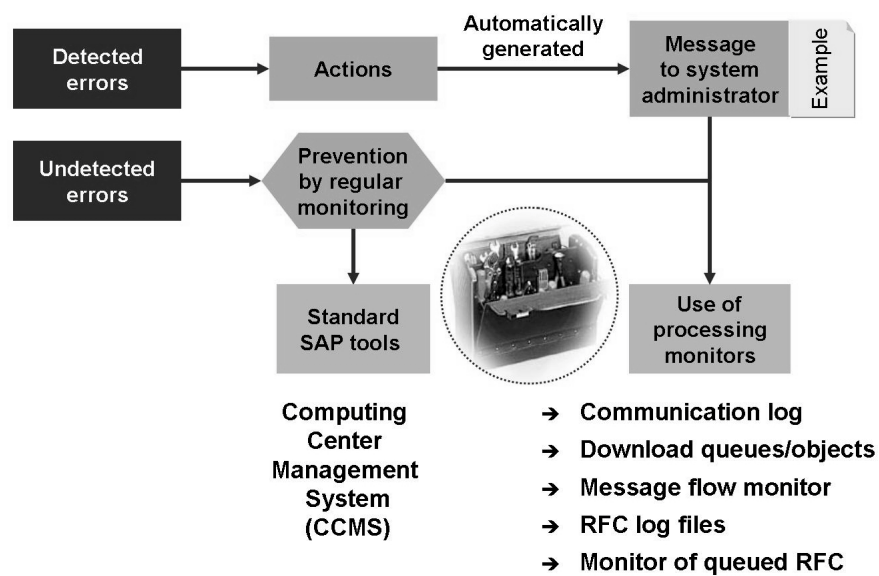 Detected
errors
Actions
Automatically
generated
Message
to system
administrator
Example
Undetected
errors
Prevention
by regular
monitoring
Standard
SAP tools
Use of
processing
monitors
Computing
Center
Management
System
(CCMS)
➔ Communication log
➔ Download queues/objects
➔ Message flow monitor
➔ RFC log files
➔ Monitor of queued RFC